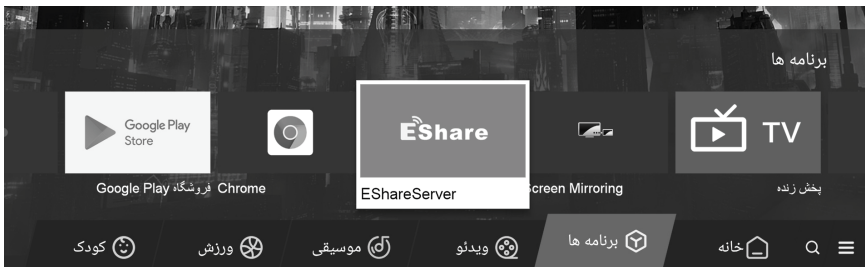 برنامه ها
TV
EShare
Google Play
Store
پخش زنده
creen Mirroring
EShareServer
Chrome
فروشگاه Google Play
خانه
برنامه ها
ویدئو
موسیقی
ورزش
کودک